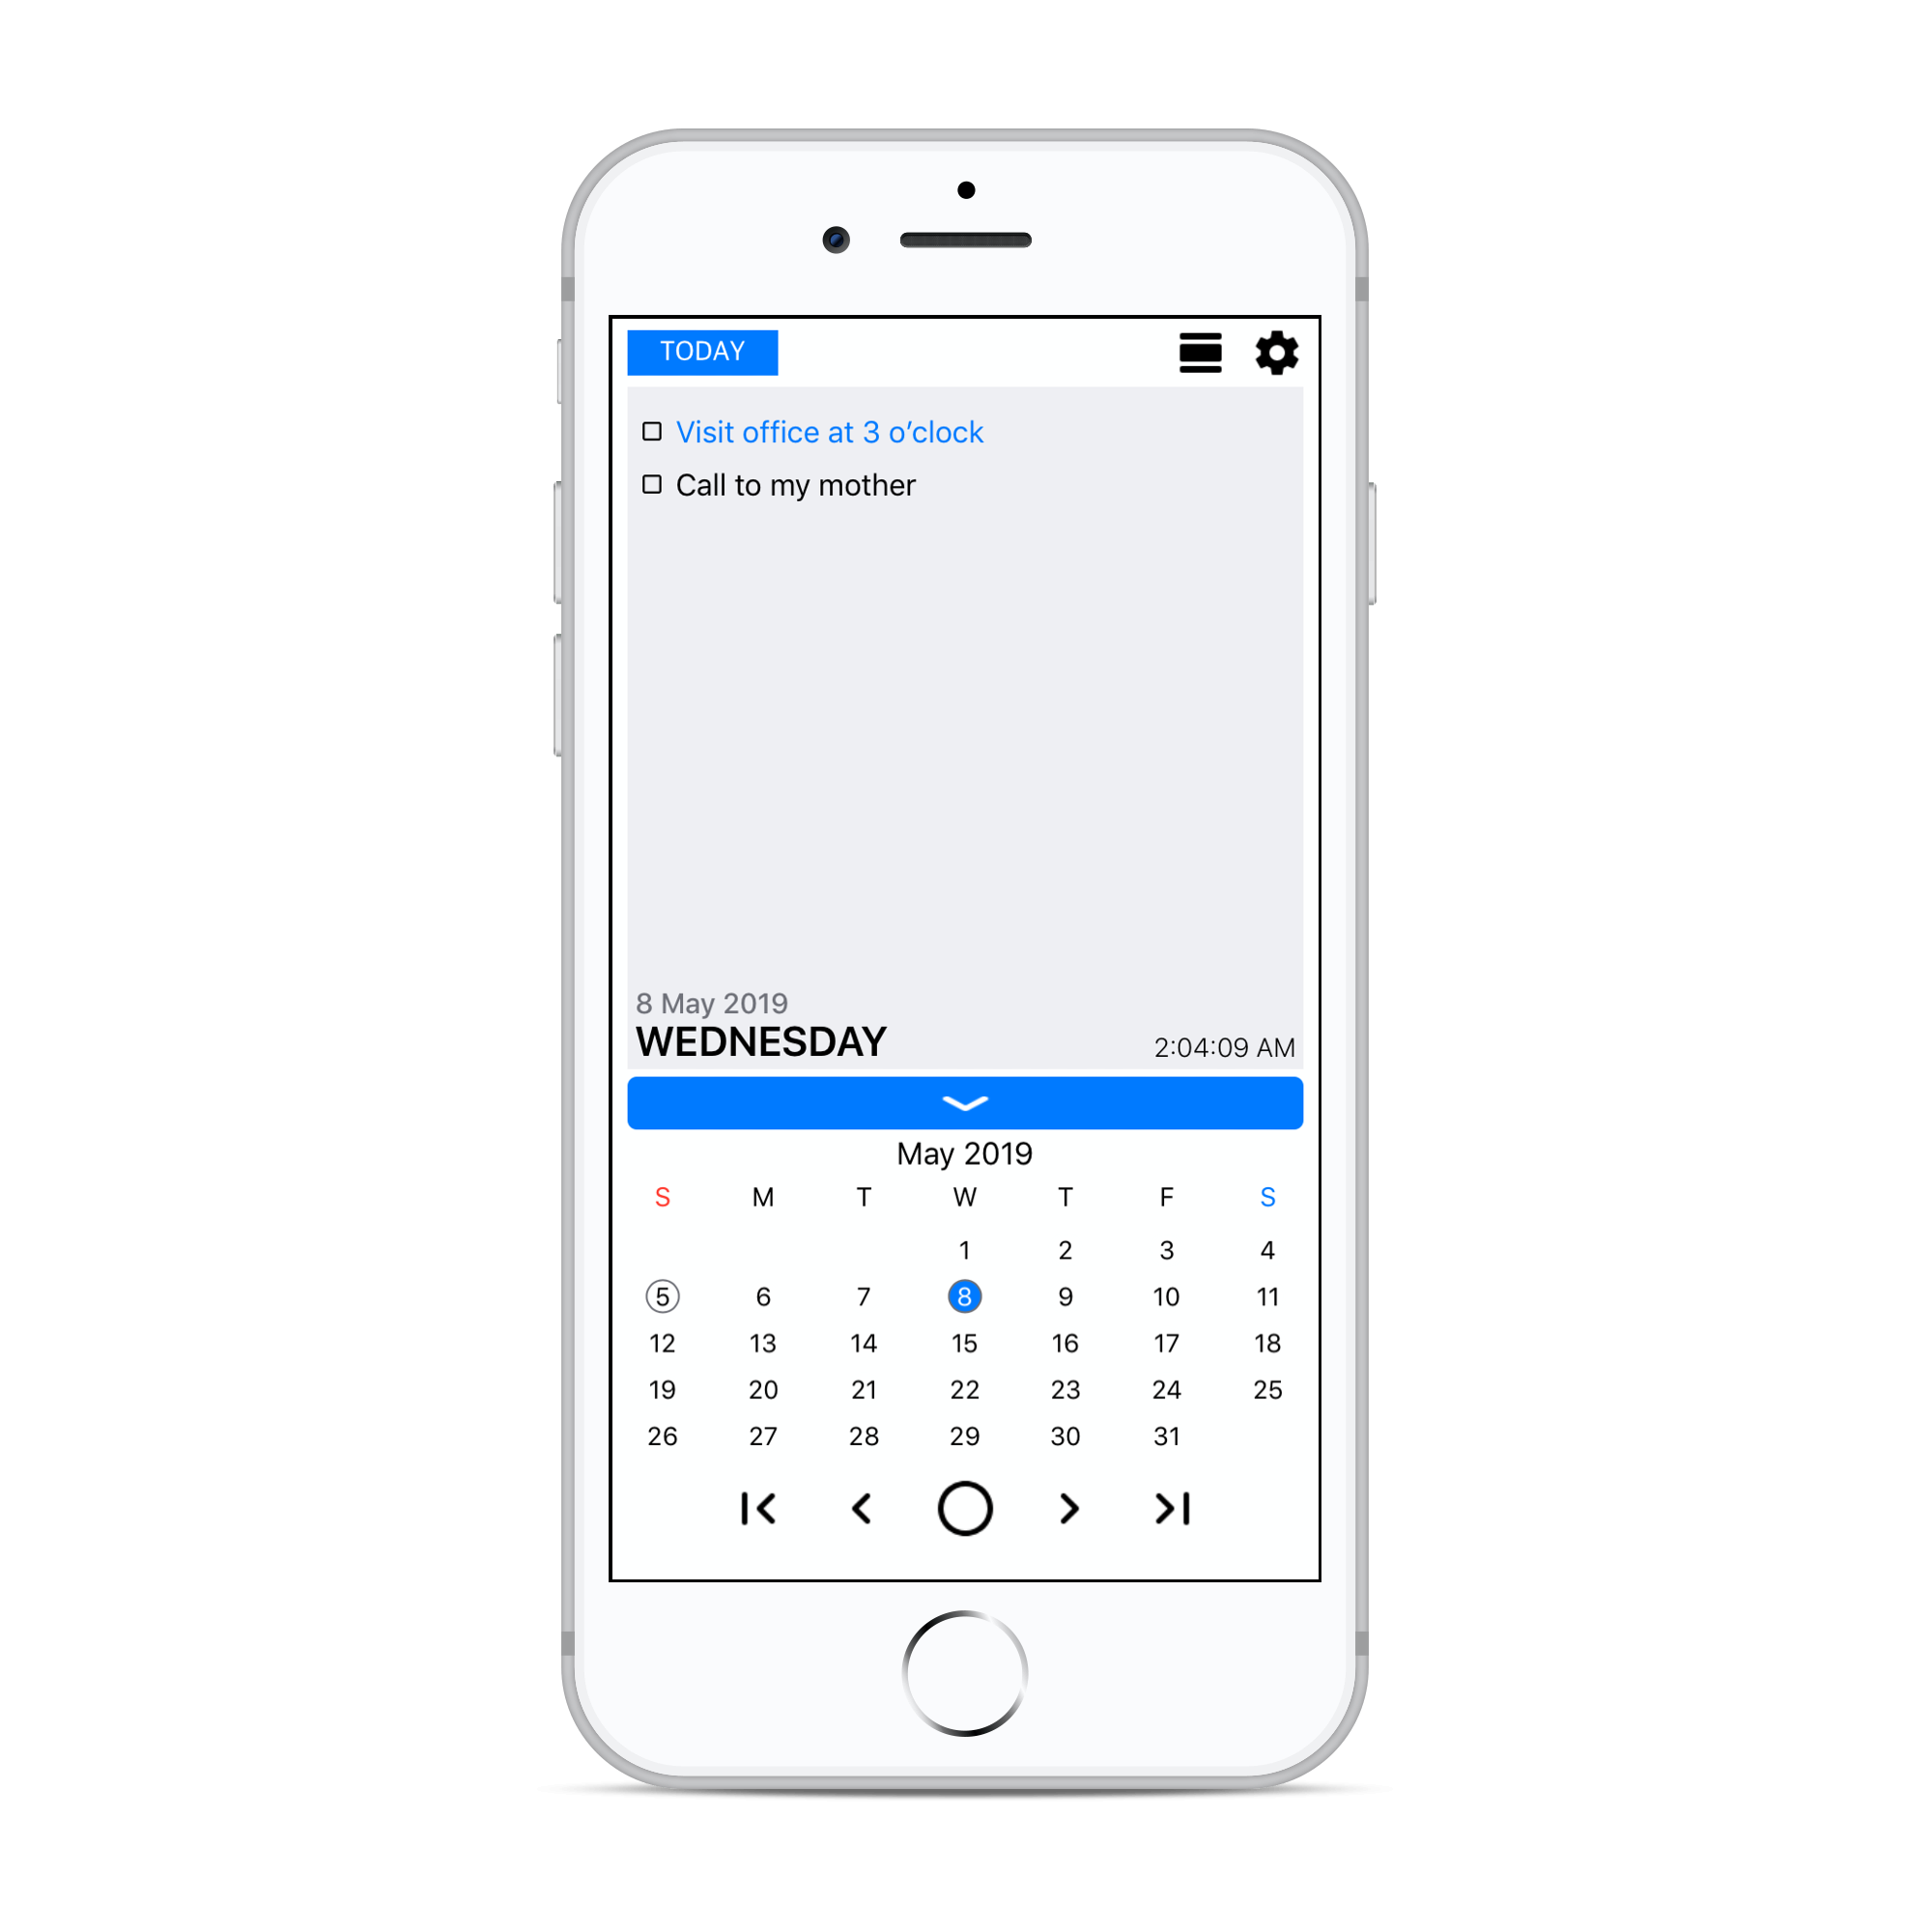 TODAY
Visit office at 3 o’clock
Call to my mother
8 May 2019
WEDNESDAY 2:04:09 AM
May 2019
S M T W T F S
1 2 3 4
5 6 7 8 9 10 11
12 13 14 15 16 17 18
19 20 21 22 23 24 25
26 27 28 29 30 31